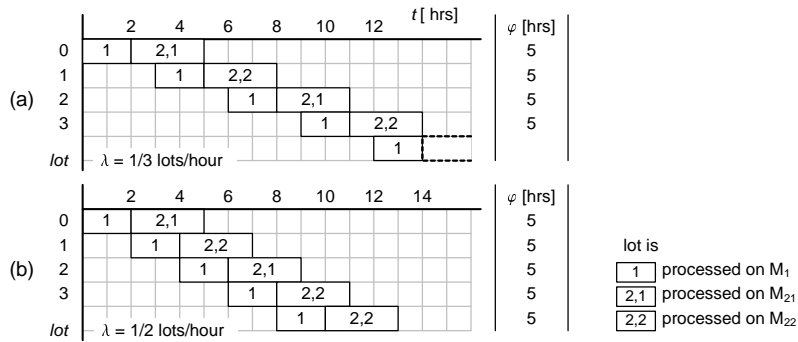 t [ hrs]
2 4 6 8 10 12 φ [hrs]
0 1 2,1 5
1 1 2,2 5
(a) 2 1 2,1 5
3 1 2,2 5
lot λ = 1/3 lots/hour 1
2 4 6 8 10 12 14 φ [hrs]
0 1 2,1 5
1 1 2,2 5
(b) 2 1 2,1 5
3 1 2,2 5
lot λ = 1/2 lots/hour 1 2,2 5
lot is
1 processed on M1
2,1 processed on M21
2,2 processed on M22